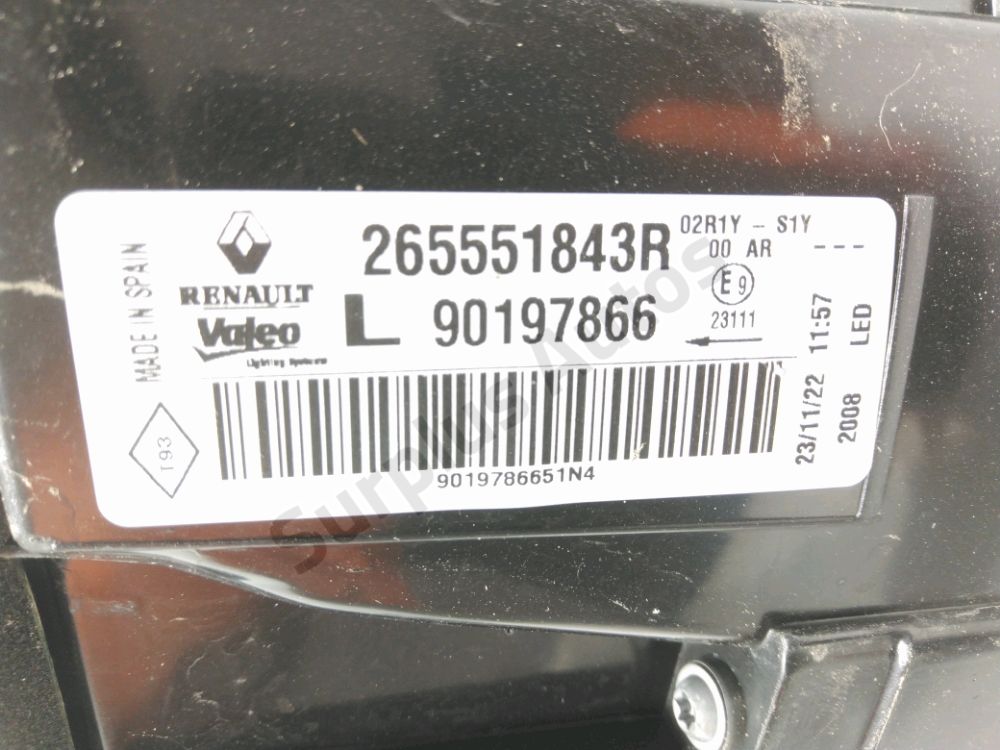 MADE IN SPAIN
T93
RENAULT
Valeo
Lighting Systems
265551843R
L 90197866
02R1Y - S1Y
00 AR ---
E9
23111
9019786651N4
23/11/22 11:57
2008 LED
Surplus Autos